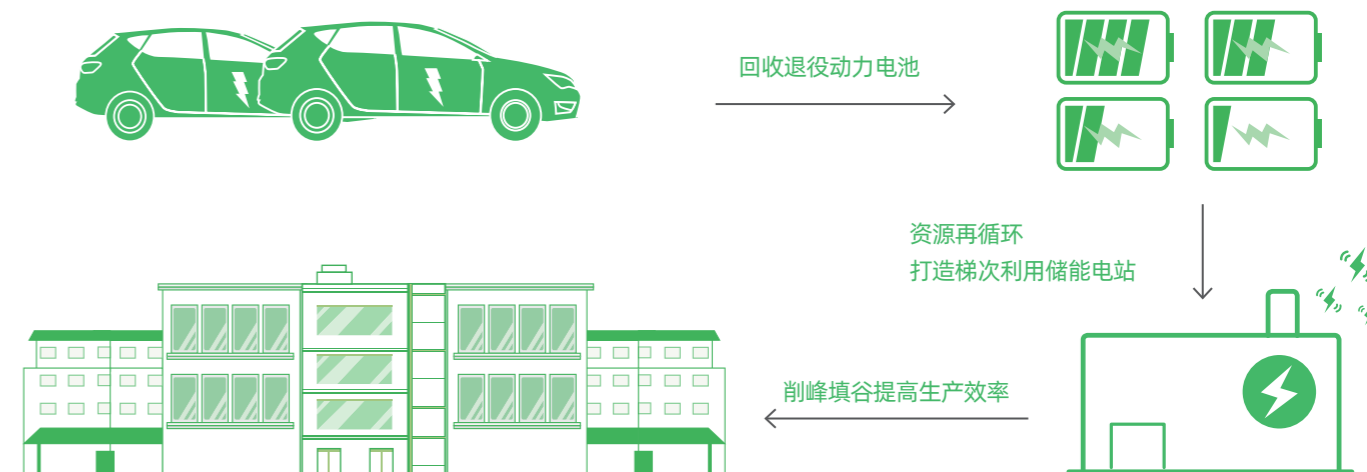 回收退役动力电池
资源再循环
打造梯次利用储能电站
削峰填谷提高生产效率